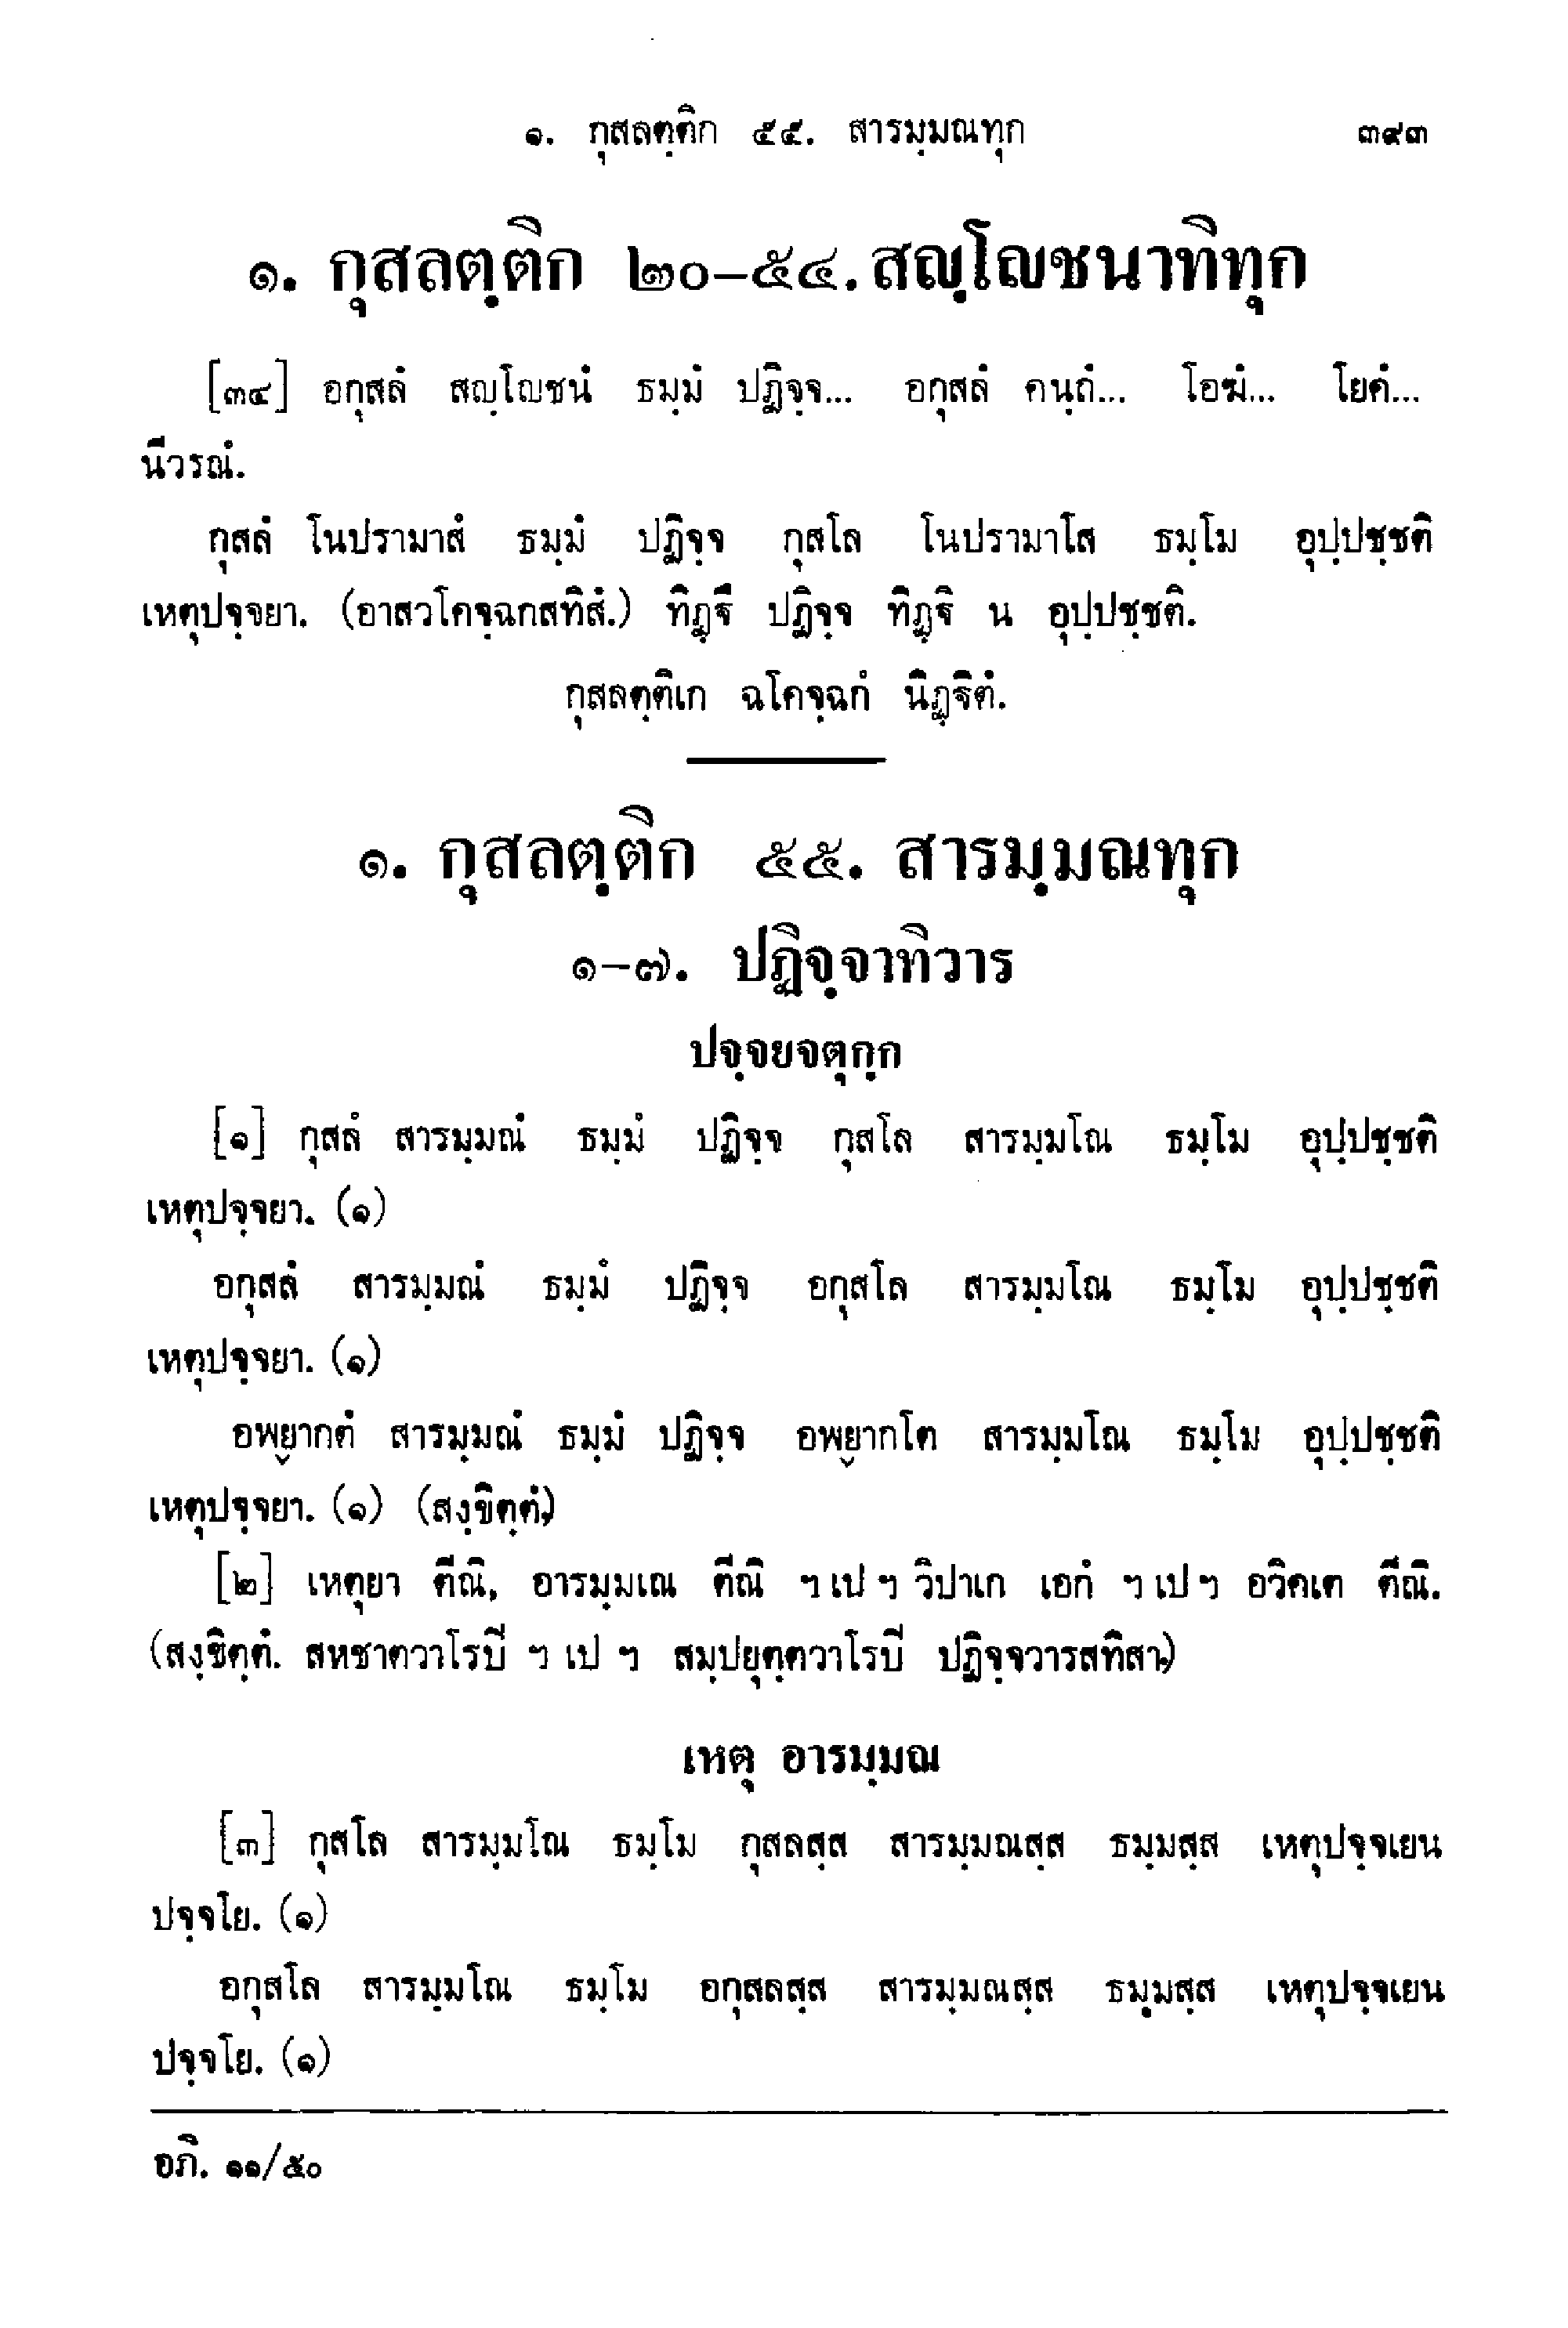 ๑. กุสลตฺติก ๕๕. สารมฺมณทุก ๓๙๓
๑. กุสลตฺติก ๒๐-๕๔. สญฺโญชนาทิทุก
[๓๔] อกุสลํ สญฺโญชนํ ธมฺมํ ปฏิจฺจ... อกุสลํ คนฺถํ... โอฆํ... โยคํ...
นีวรณํ.
กุสลํ โนปรามาสํ ธมฺมํ ปฏิจฺจ กุสโล โนปรามาโส ธมฺโม อุปฺปชฺชติ
เหตุปจฺจยา. (อาสวโคจฺฉกสทิสํ.) ทิฏฺฐึ ปฏิจฺจ ทิฏฺฐิ น อุปฺปชฺชติ.
กุสลตฺติเก ฉโคจฺฉกํ นิฏฺฐิตํ.
๑. กุสลตฺติก ๕๕. สารมฺมณทุก
๑-๗. ปฏิจฺจาทิวาร
ปจฺจยจตุกฺก
[๑] กุสลํ สารมฺมณํ ธมฺมํ ปฏิจฺจ กุสโล สารมฺมโณ ธมฺโม อุปฺปชฺชติ
เหตุปจฺจยา. (๑)
อกุสลํ สารมฺมณํ ธมฺมํ ปฏิจฺจ อกุสโล สารมฺมโณ ธมฺโม อุปฺปชฺชติ
เหตุปจฺจยา. (๑)
อพฺยากตํ สารมฺมณํ ธมฺมํ ปฏิจฺจ อพฺยากโต สารมฺมโณ ธมฺโม อุปฺปชฺชติ
เหตุปจฺจยา. (๑) (สงฺขิตฺตํ.)
[๒] เหตุยา ตีณิ, อารมฺมเณ ตีณิ ฯ เป ฯ วิปาเก เอกํ ฯ เป ฯ อวิคเต ตีณิ.
(สงฺขิตฺตํ. สหชาตวาโรปี ฯ เป ฯ สมฺปยุตฺตวาโรปี ปฏิจฺจวารสทิสา.)
เหตุ อารมฺมณ
[๓] กุสโล สารมฺมโณ ธมฺโม กุสลสฺส สารมฺมณสฺส ธมฺมสฺส เหตุปจฺจเยน
ปจฺจโย. (๑)
อกุสโล สารมฺมโณ ธมฺโม อกุสลสฺส สารมฺมณสฺส ธมฺมสฺส เหตุปจฺจเยน
ปจฺจโย. (๑)
อภิ. ๑๑/๕๐